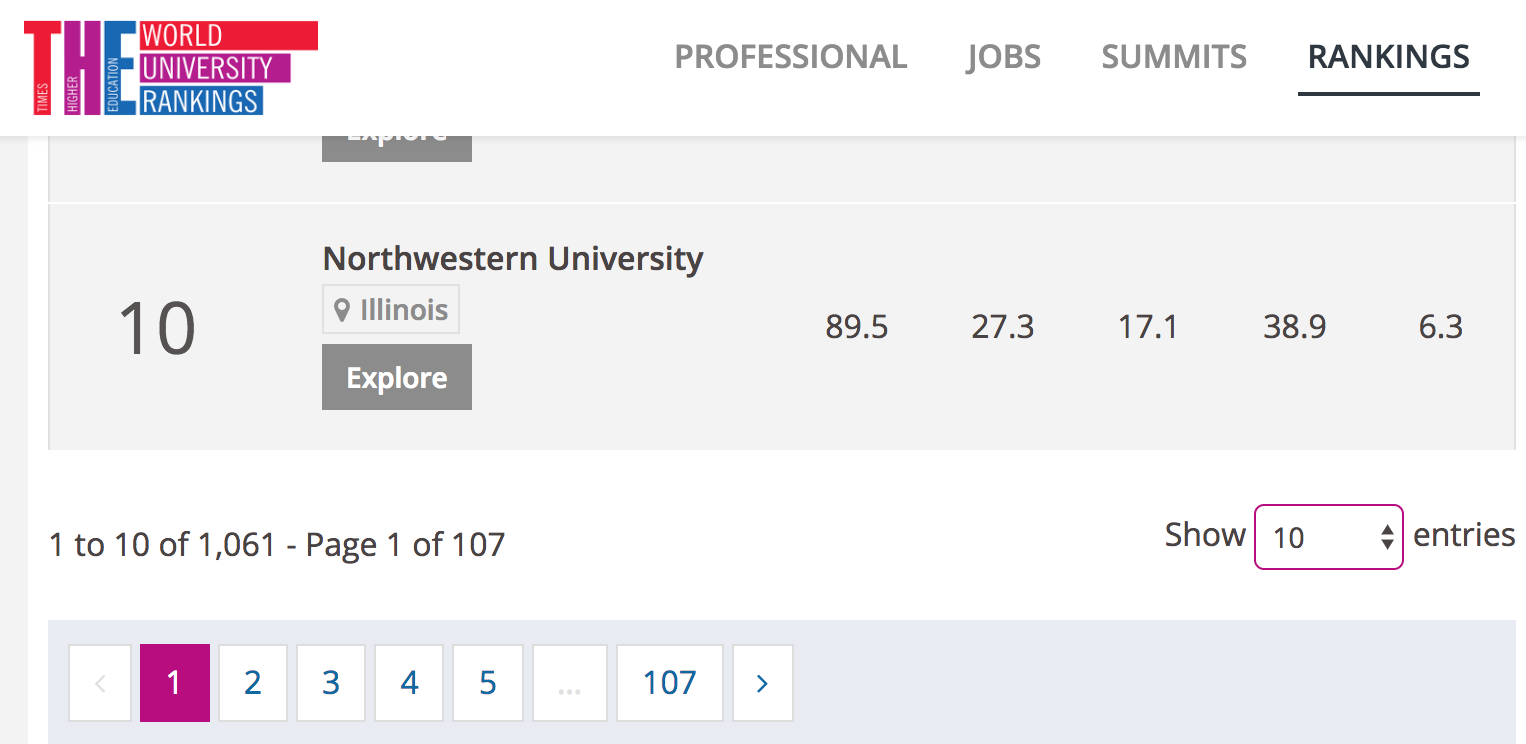 TIMES HIGHER EDUCATION
WORLD
UNIVERSITY
RANKINGS
PROFESSIONAL JOBS SUMMITS RANKINGS
Explore
10 Northwestern University
Illinois
Explore
89.5 27.3 17.1 38.9 6.3
1 to 10 of 1,061 - Page 1 of 107
Show 10 entries
< 1 2 3 4 5 ... 107 >